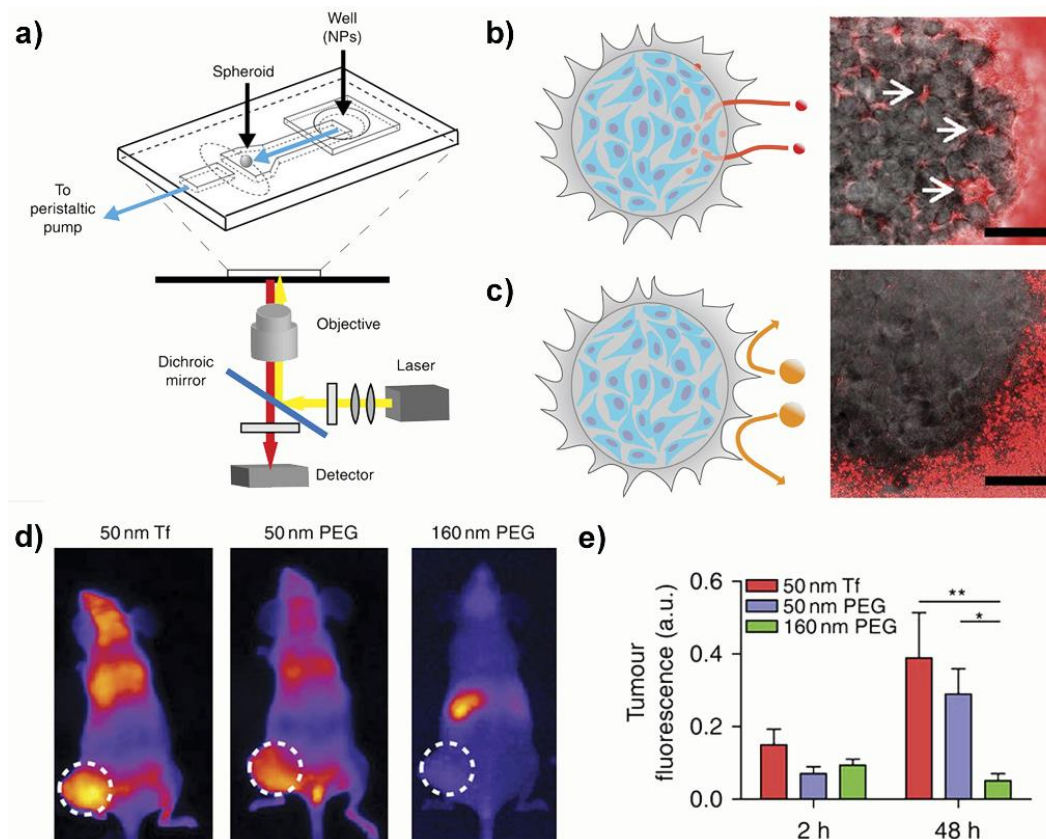 a)
Well
(NPs)
Spheroid
To
peristaltic
pump
Objective
Dichroic
mirror
Laser
Detector
b)
c)
d)
50 nm Tf
50 nm PEG
160 nm PEG
e)
Tumour
fluorescence (a.u.)
0.6
0.4
0.2
0.0
50 nm Tf
50 nm PEG
160 nm PEG
**
*
2 h
48 h